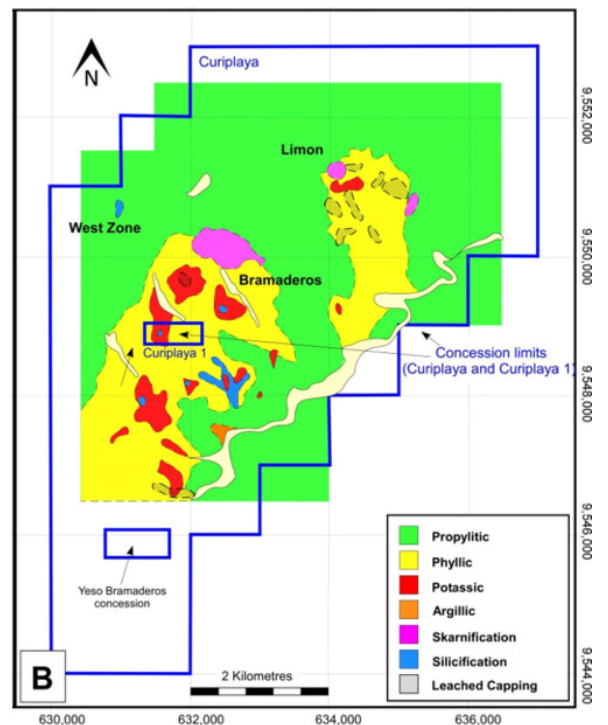 N
Curiplaya
9,552,000
Limon
West Zone
9,550,000
Bramaderos
Curiplaya 1
Concession limits
(Curiplaya and Curiplaya 1)
9,548,000
9,546,000
Yeso Bramaderos
concession
Propylitic
Phyllic
Potassic
Argillic
Skarnification
Silicification
Leached Capping
B
2 Kilometres
9,544,000
630,000
632,000
634,000
636,000